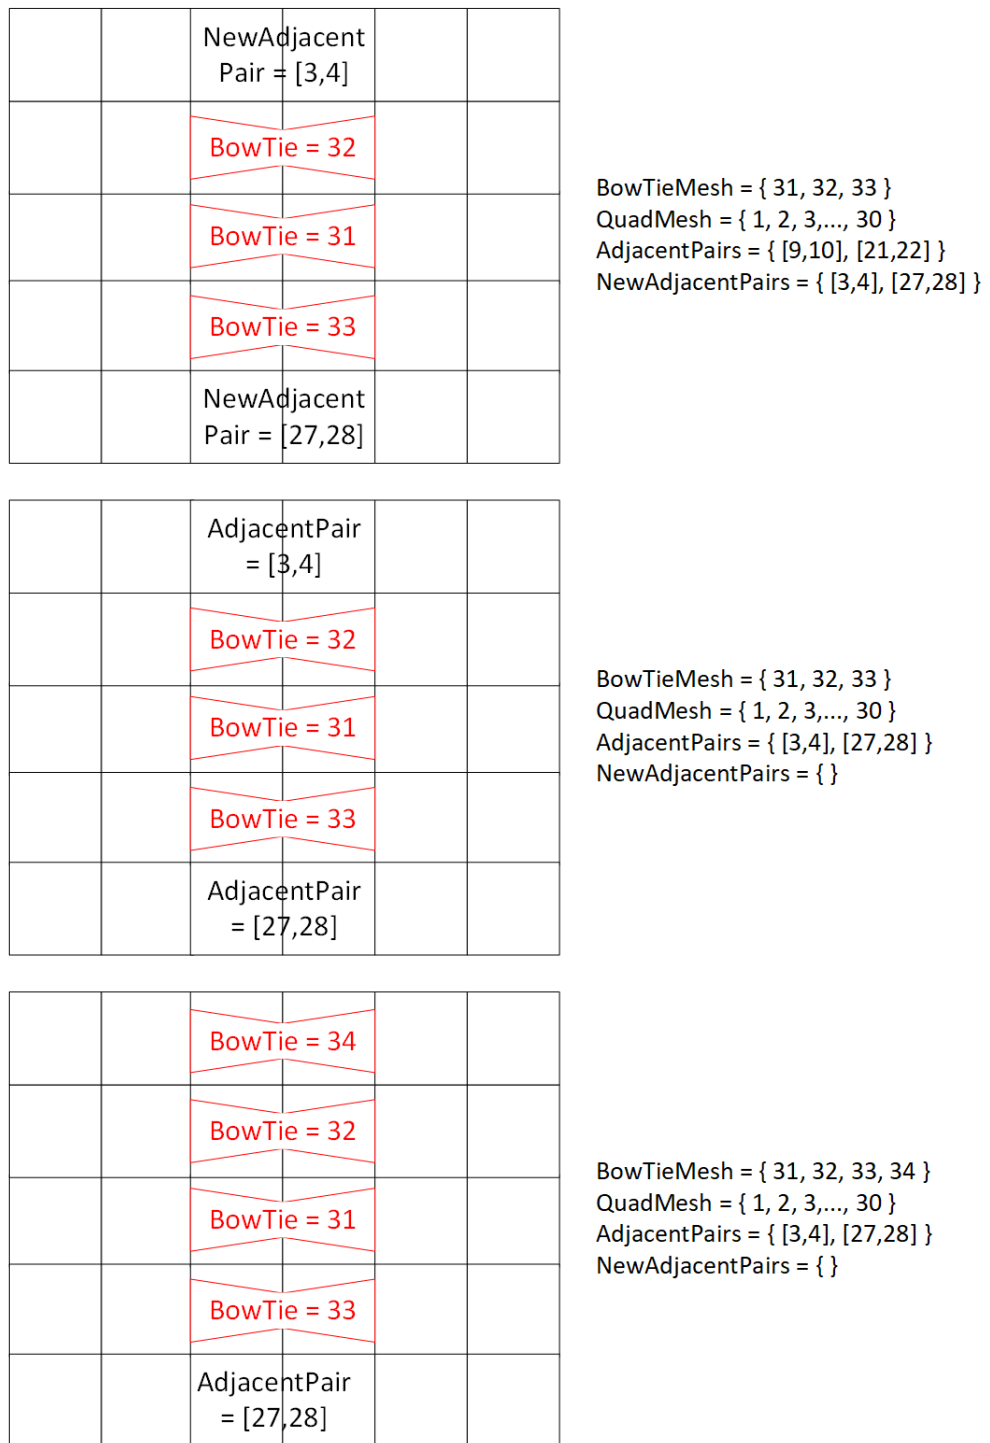 NewAdjacent
Pair = [3,4]
BowTie = 32
BowTie = 31
BowTie = 33
NewAdjacent
Pair = [27,28]
BowTieMesh = { 31, 32, 33 }
QuadMesh = { 1, 2, 3,..., 30 }
AdjacentPairs = { [9,10], [21,22] }
NewAdjacentPairs = { [3,4], [27,28] }
AdjacentPair
= [3,4]
BowTie = 32
BowTie = 31
BowTie = 33
AdjacentPair
= [27,28]
BowTieMesh = { 31, 32, 33 }
QuadMesh = { 1, 2, 3,..., 30 }
AdjacentPairs = { [3,4], [27,28] }
NewAdjacentPairs = { }
BowTie = 34
BowTie = 32
BowTie = 31
BowTie = 33
AdjacentPair
= [27,28]
BowTieMesh = { 31, 32, 33, 34 }
QuadMesh = { 1, 2, 3,..., 30 }
AdjacentPairs = { [3,4], [27,28] }
NewAdjacentPairs = { }